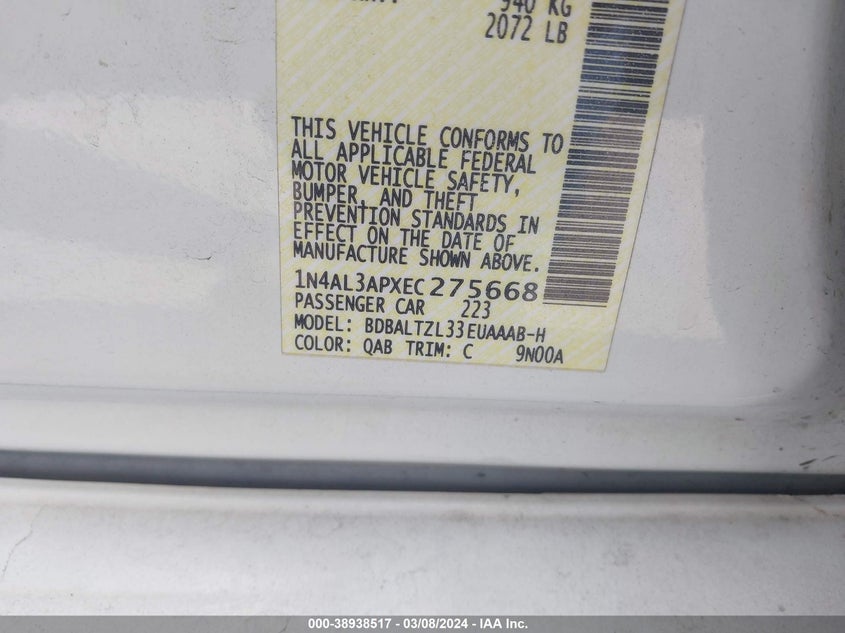 940 KG
2072 LB
THIS VEHICLE CONFORMS TO
ALL APPLICABLE FEDERAL
MOTOR VEHICLE SAFETY,
BUMPER, AND THEFT
PREVENTION STANDARDS IN
EFFECT ON THE DATE OF
MANUFACTURE SHOWN ABOVE.
1N4AL3APXEC275668
PASSENGER CAR 223
MODEL: BDBALTZL33EUAAAB-H
COLOR: QAB TRIM: C 9N00A
000-38938517 - 03/08/2024 - IAA Inc.